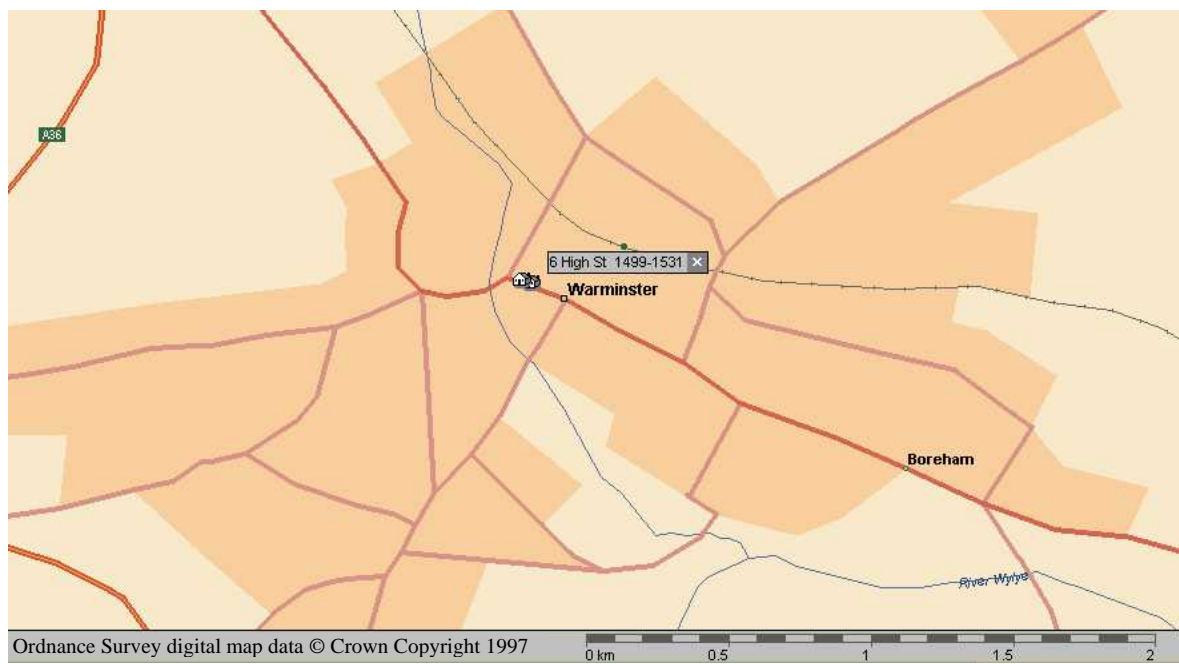 A36
6 High St 1499-1531
Warminster
Boreham
River Wylye
Ordnance Survey digital map data © Crown Copyright 1997
0 km 0.5 1 1.5 2